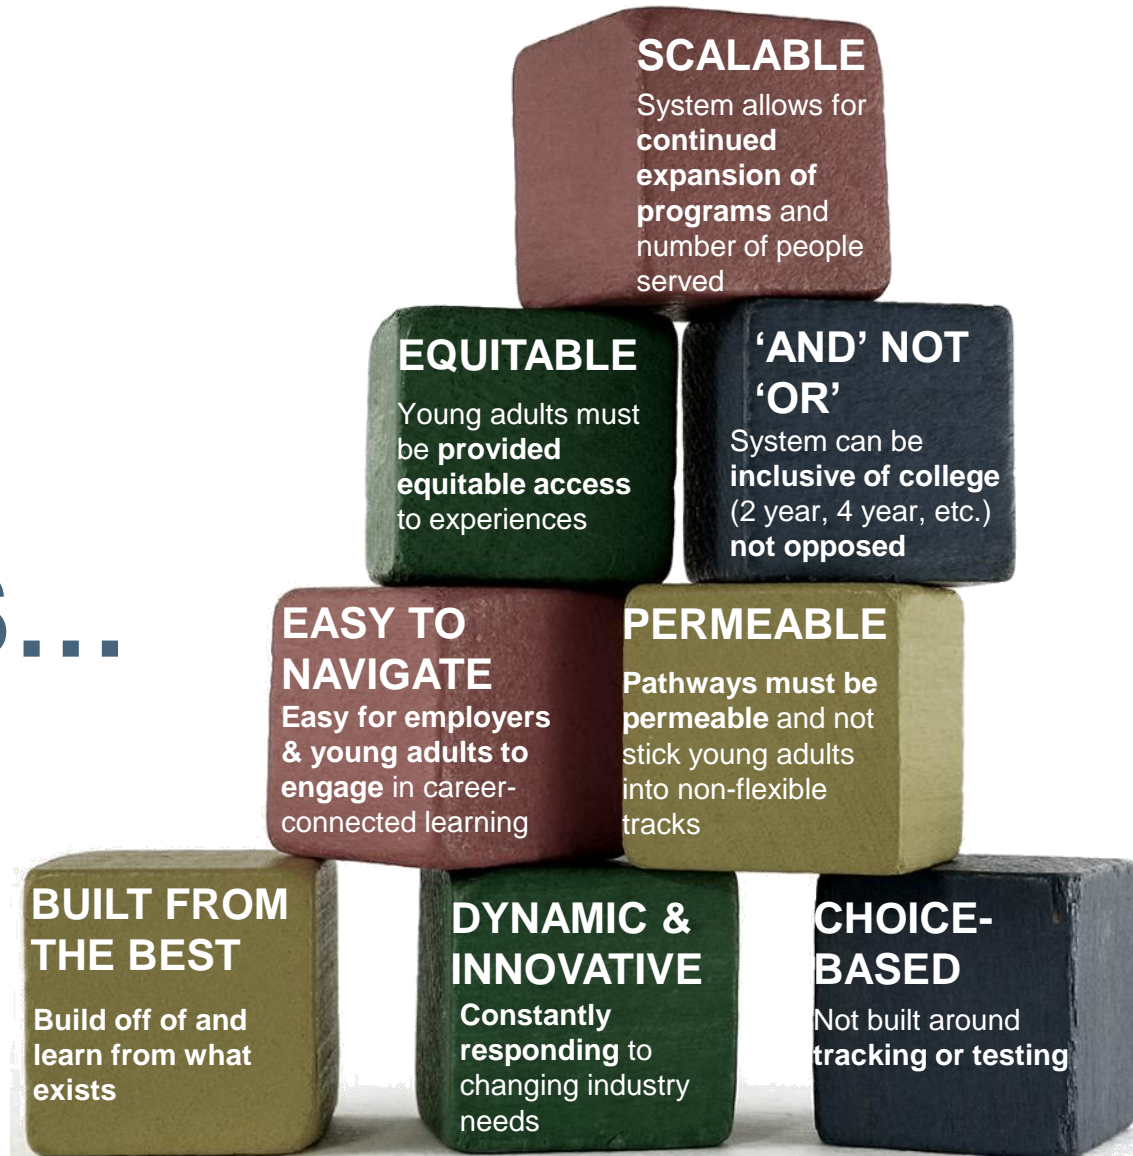 SCALABLE
System allows for
continued
expansion of
programs and
number of people
served
EQUITABLE
Young adults must
be provided
equitable access
to experiences
‘AND’ NOT
‘OR’
System can be
inclusive of college
(2 year, 4 year, etc.)
not opposed
s…
EASY TO
NAVIGATE
Easy for employers
& young adults to
engage in career-
connected learning
PERMEABLE
Pathways must be
permeable and not
stick young adults
into non-flexible
tracks
BUILT FROM
THE BEST
Build off of and
learn from what
exists
DYNAMIC &
INNOVATIVE
Constantly
responding to
changing industry
needs
CHOICE-
BASED
Not built around
tracking or testing